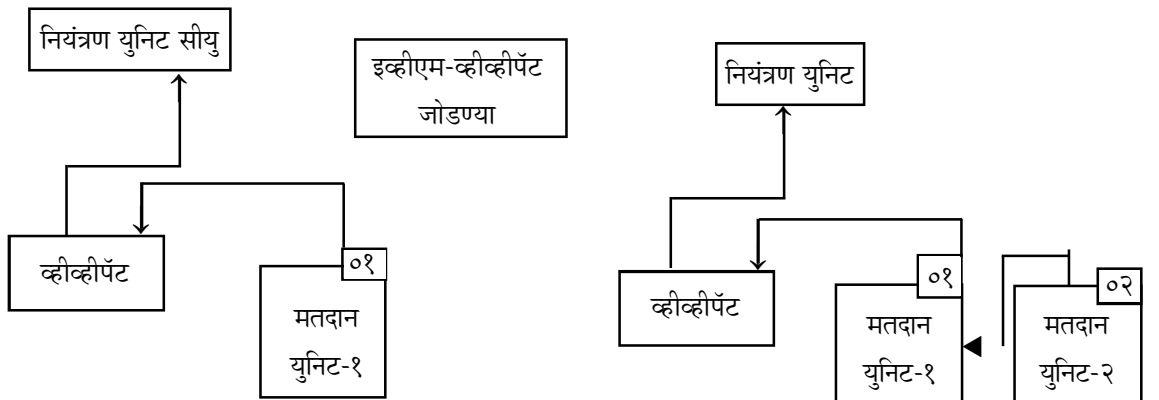 नियंत्रण युनिट सीयु
इव्हीएम-व्हीव्हीपॅट
जोडण्या
नियंत्रण युनिट
व्हीव्हीपॅट
०१
मतदान
युनिट-१
व्हीव्हीपॅट
०१
मतदान
युनिट-१
०२
मतदान
युनिट-२